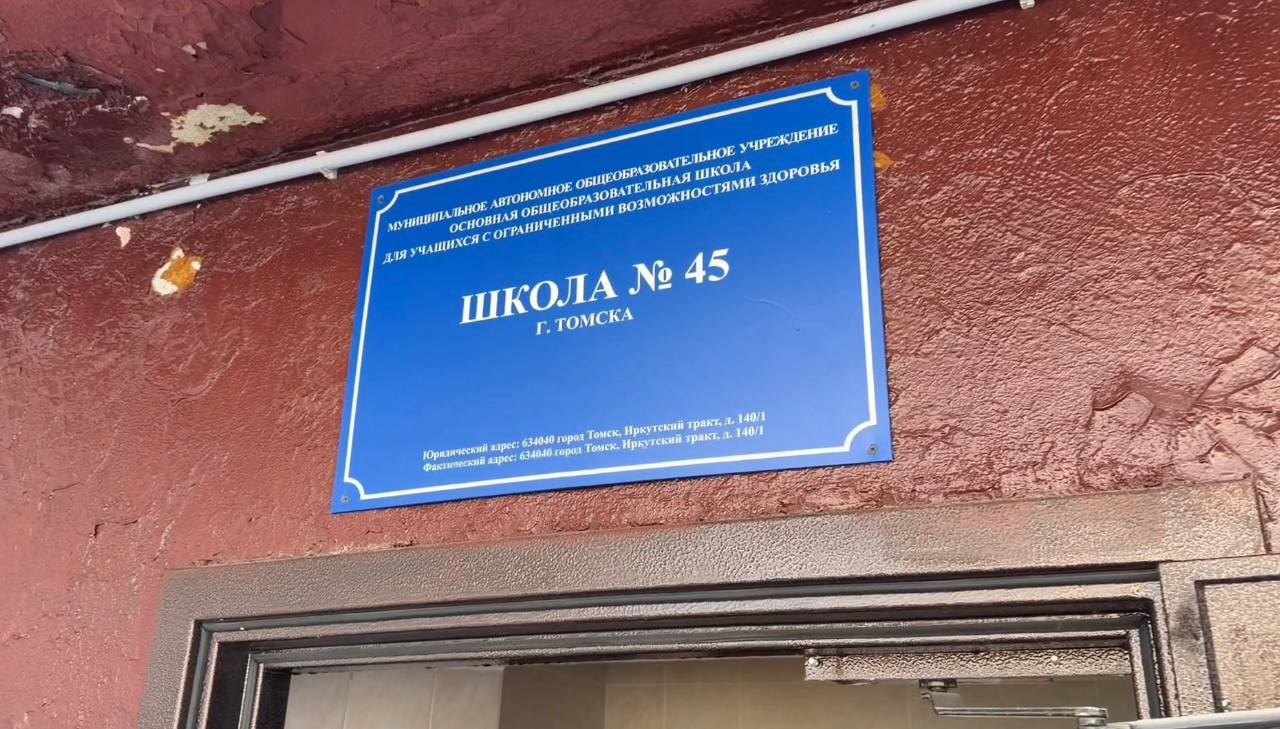 МУНИЦИПАЛЬНОЕ АВТОНОМНОЕ ОБЩЕОБРАЗОВАТЕЛЬНОЕ УЧРЕЖДЕНИЕ
ОСНОВНАЯ ОБЩЕОБРАЗОВАТЕЛЬНАЯ ШКОЛА
ДЛЯ УЧАЩИХСЯ С ОГРАНИЧЕННЫМИ ВОЗМОЖНОСТЯМИ ЗДОРОВЬЯ
ШКОЛА № 45
Г. ТОМСКА
Юридический адрес: 634040 город Томск, Иркутский тракт, д. 140/1
Фактический адрес: 634040 город Томск, Иркутский тракт, д. 140/1